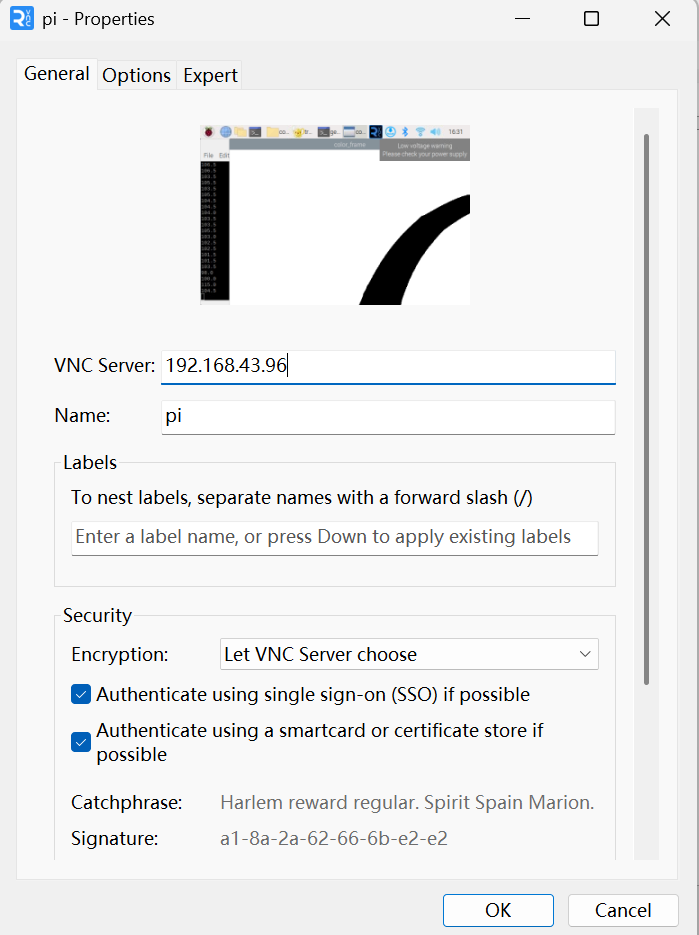 pi - Properties
General Options Expert
16:31
color_frame
Low voltage warning
Please check your power supply
File Edit
VNC Server: 192.168.43.96
Name: pi
Labels
To nest labels, separate names with a forward slash (/)
Enter a label name, or press Down to apply existing labels
Security
Encryption: Let VNC Server choose
Authenticate using single sign-on (SSO) if possible
Authenticate using a smartcard or certificate store if
possible
Catchphrase: Harlem reward regular. Spirit Spain Marion.
Signature: a1-8a-2a-62-66-6b-e2-e2
OK Cancel